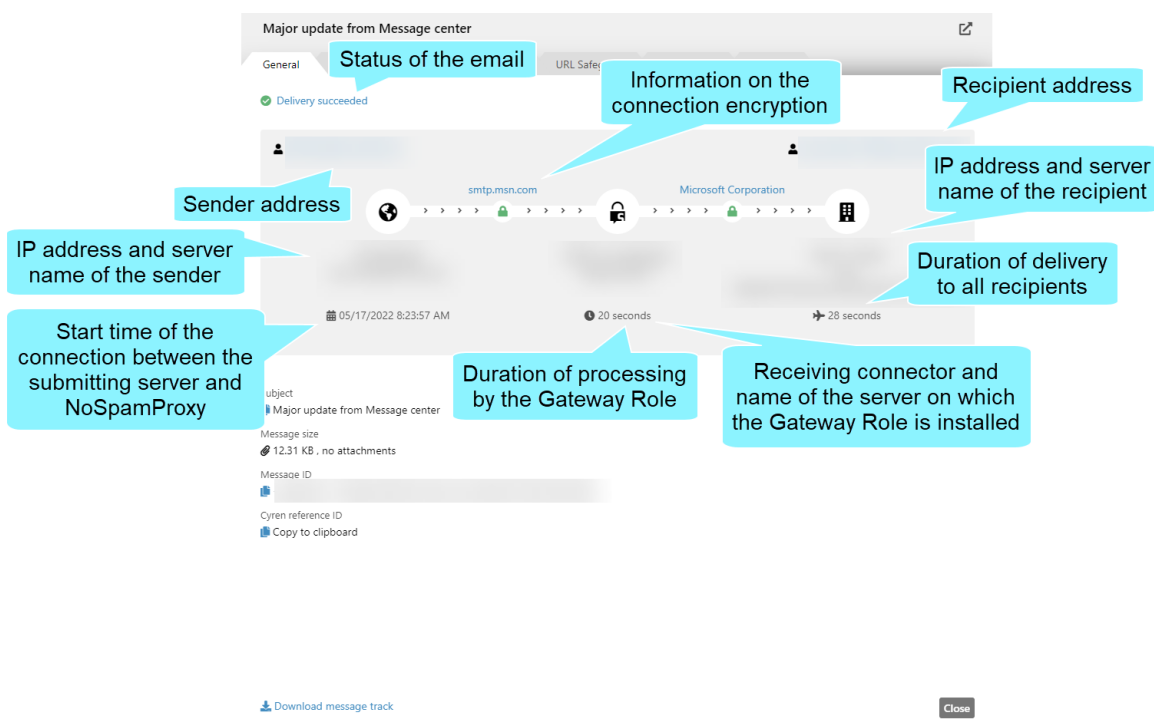 Major update from Message center
General
URL Safeg
Status of the email
Information on the
connection encryption
Recipient address
Delivery succeeded
IP address and server
name of the recipient
smtp.msn.com
Microsoft Corporation
Sender address
IP address and server
name of the sender
Duration of delivery
to all recipients
05/17/2022 8:23:57 AM
20 seconds
28 seconds
Start time of the
connection between the
submitting server and
NoSpamProxy
Duration of processing
by the Gateway Role
Receiving connector and
name of the server on which
the Gateway Role is installed
ubject
Major update from Message center
Message size
12.31 KB , no attachments
Message ID
Cyren reference ID
Copy to clipboard
Download message track
Close